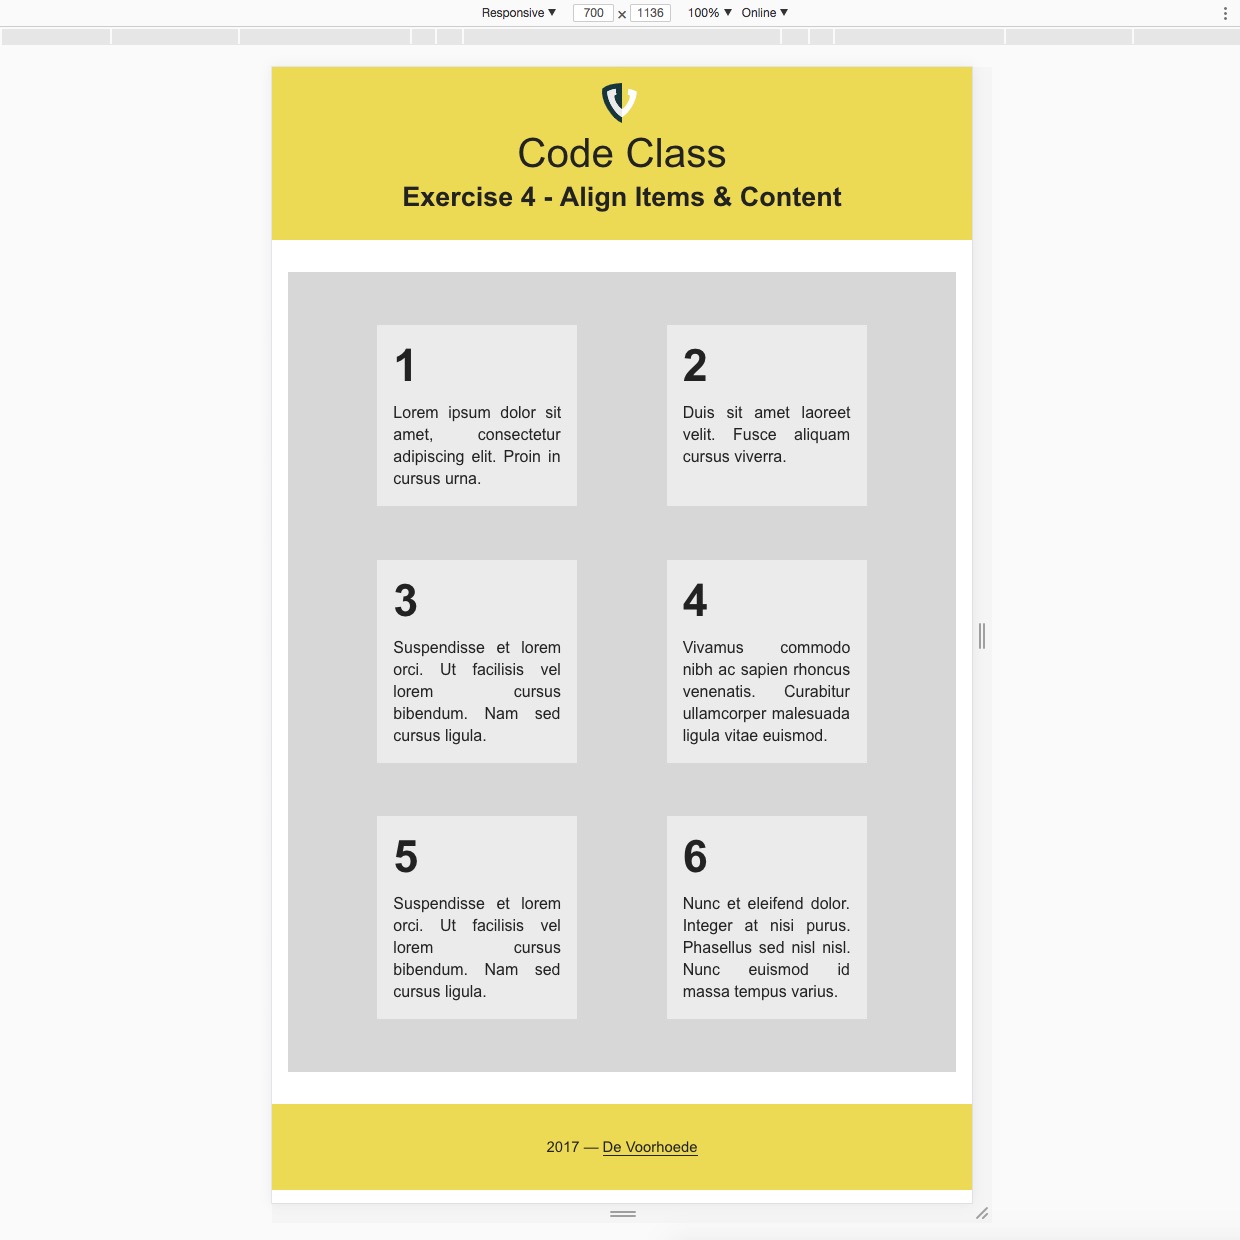 Responsive ▼ 700 × 1136 100% ▼ Online ▼
Code Class
Exercise 4 - Align Items & Content
1
Lorem ipsum dolor sit
amet, consectetur
adipiscing elit. Proin in
cursus urna.
2
Duis sit amet laoreet
velit. Fusce aliquam
cursus viverra.
3
Suspendisse et lorem
orci. Ut facilisis vel
lorem cursus
bibendum. Nam sed
cursus ligula.
4
Vivamus commodo
nibh ac sapien rhoncus
venenatis. Curabitur
ullamcorper malesuada
ligula vitae euismod.
5
Suspendisse et lorem
orci. Ut facilisis vel
lorem cursus
bibendum. Nam sed
cursus ligula.
6
Nunc et eleifend dolor.
Integer at nisi purus.
Phasellus sed nisl nisl.
Nunc euismod id
massa tempus varius.
2017 — De Voorhoede